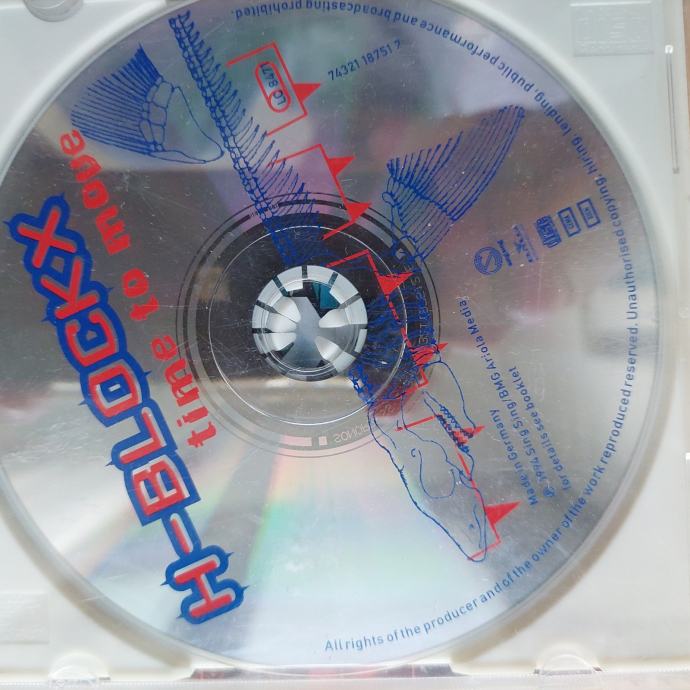 H-BLOCKX
time to move
LC 8471
74321 18751 2
Made in Germany
℗ © 1994 Sing Sing/BMG Ariola Media
for details see booklet
All rights of the producer and of the owner of the work reproduced reserved. Unauthorised copying, hiring, lending, public performance and broadcasting prohibited.